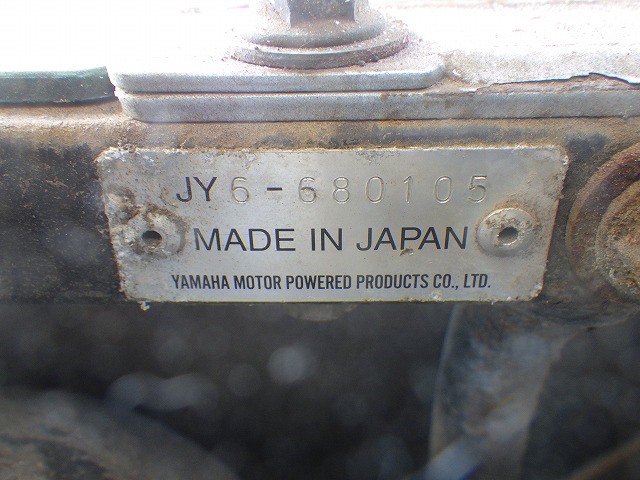 JY6-680105
MADE IN JAPAN
YAMAHA MOTOR POWERED PRODUCTS CO., LTD.